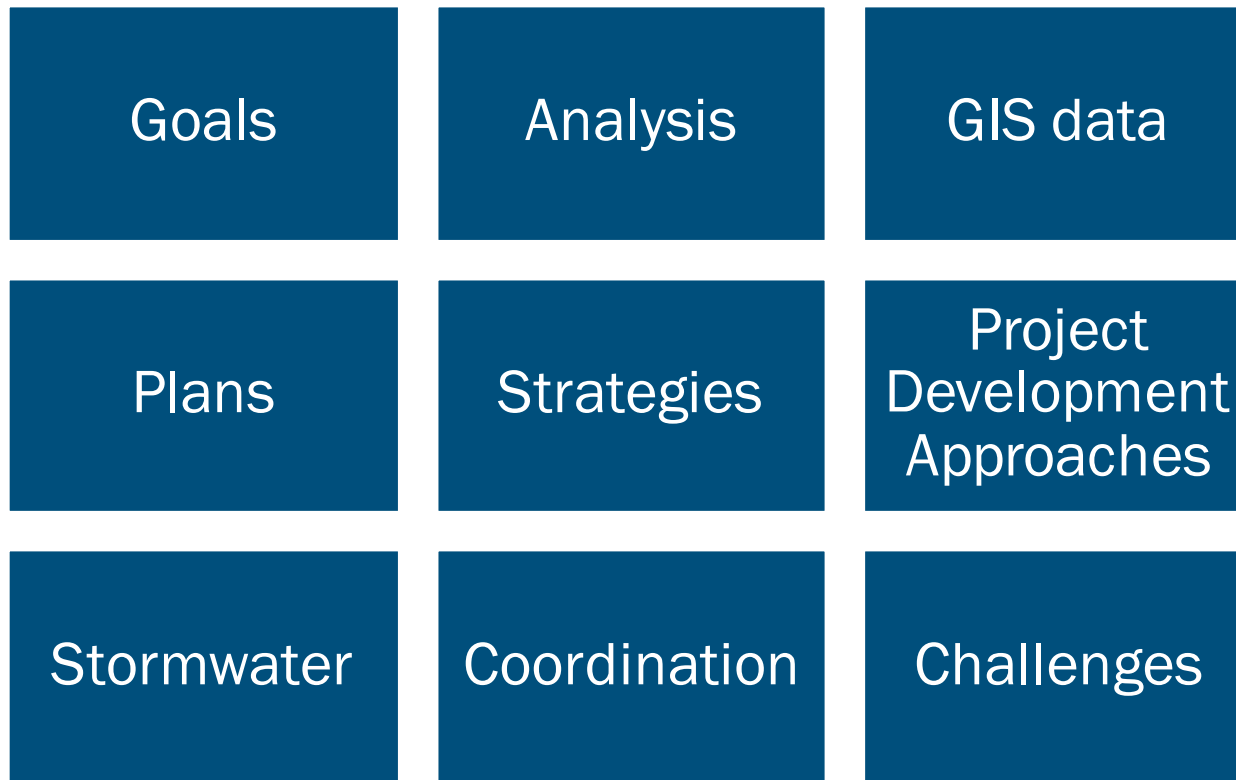 Goals
Analysis
GIS data
Plans
Strategies
Project
Development
Approaches
Stormwater
Coordination
Challenges